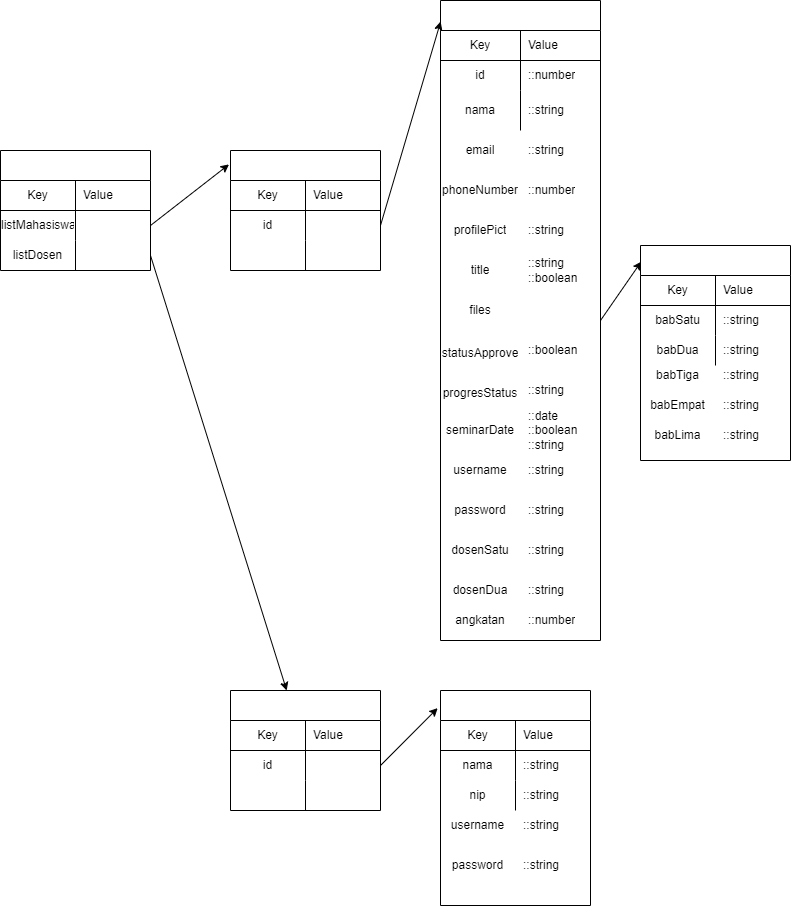 Key Value
listMahasiswa
listDosen
Key Value
id
Key Value
id ::number
nama ::string
email ::string
phoneNumber ::number
profilePict ::string
title ::string
::boolean
files
statusApprove ::boolean
progresStatus ::string
::date
seminarDate ::boolean
::string
username ::string
password ::string
dosenSatu ::string
dosenDua ::string
angkatan ::number
Key Value
babSatu ::string
babDua ::string
babTiga ::string
babEmpat ::string
babLima ::string
Key Value
id
Key Value
nama ::string
nip ::string
username ::string
password ::string